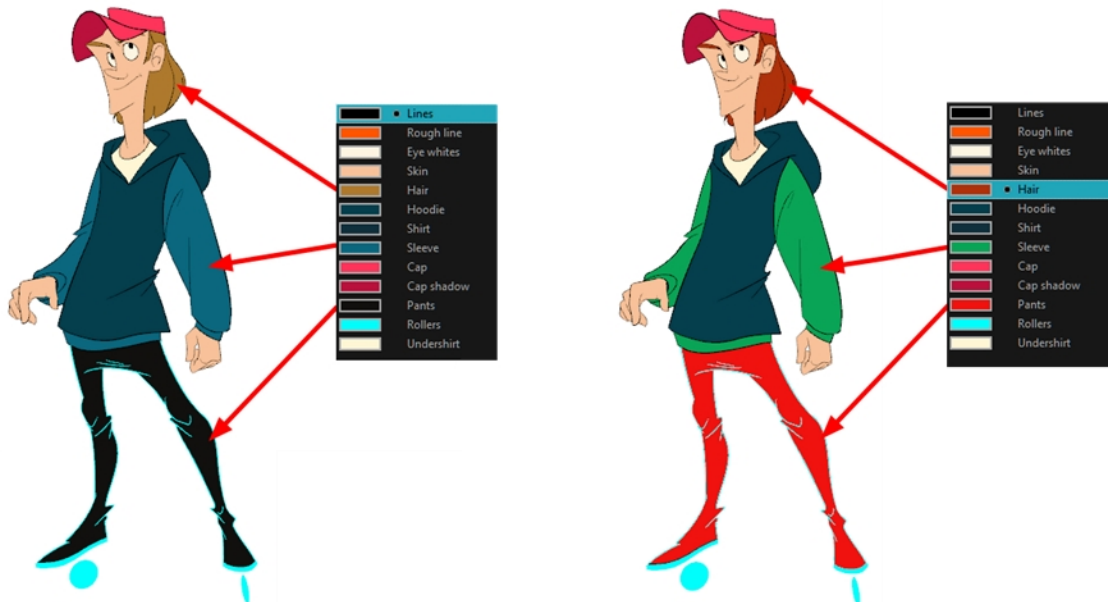 Lines
Rough line
Eye whites
Skin
Hair
Hoodie
Shirt
Sleeve
Cap
Cap shadow
Pants
Rollers
Undershirt
Lines
Rough line
Eye whites
Skin
Hair
Hoodie
Shirt
Sleeve
Cap
Cap shadow
Pants
Rollers
Undershirt